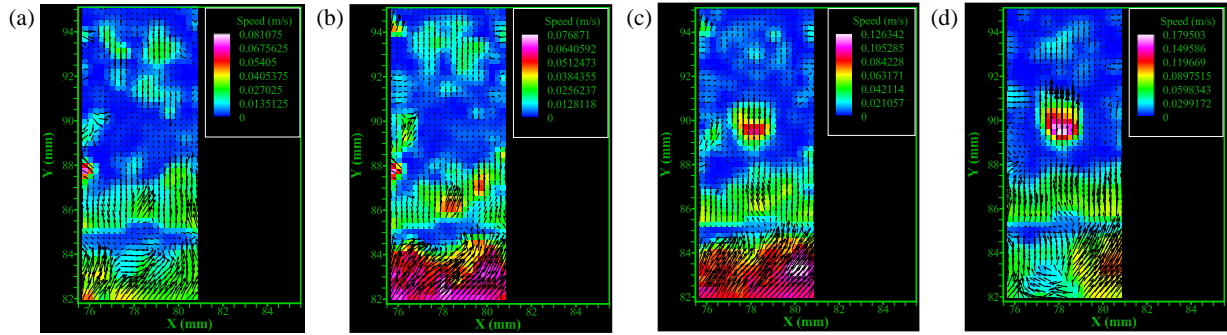 (a)
Speed (m/s)
0.081075
0.0675625
0.05405
0.0405375
0.027025
0.0135125
0
Y (mm)
94
92
90
88
86
84
82
76 78 80 82 84
X (mm)
(b)
Speed (m/s)
0.076871
0.0640592
0.0512473
0.0384355
0.0256237
0.0128118
0
Y (mm)
94
92
90
88
86
84
82
76 78 80 82 84
X (mm)
(c)
Speed (m/s)
0.126342
0.105285
0.084228
0.063171
0.042114
0.021057
0
Y (mm)
94
92
90
88
86
84
82
76 78 80 82 84
X (mm)
(d)
Speed (m/s)
0.179503
0.149586
0.119669
0.0897515
0.0598343
0.0299172
0
Y (mm)
94
92
90
88
86
84
82
76 78 80 82 84
X (mm)